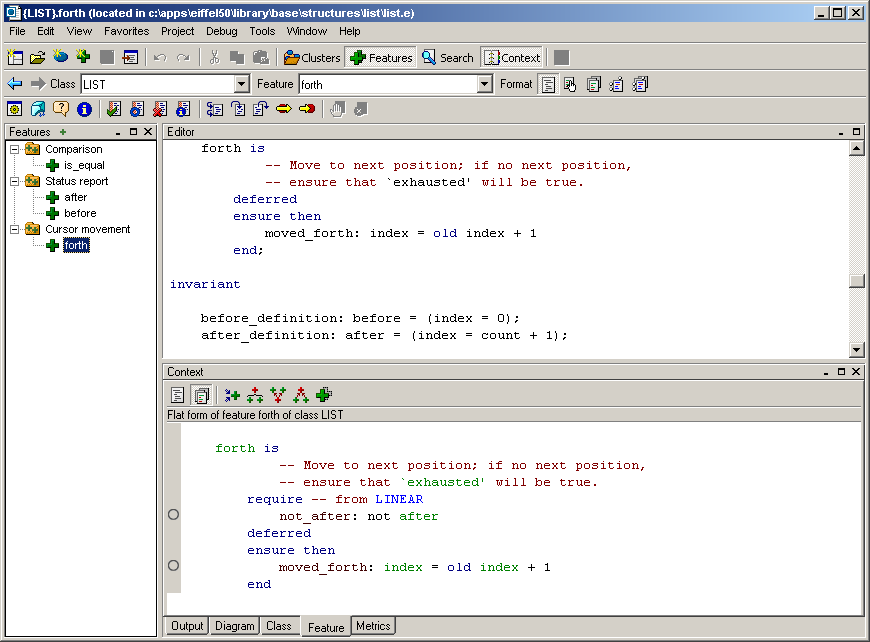 {LIST}.forth (located in c:\apps\eiffel50\library\base\structures\list\list.e)
File Edit View Favorites Project Debug Tools Window Help
Clusters Features Search Context
Class LIST Feature forth Format
Features
Comparison
is_equal
Status report
after
before
Cursor movement
forth
Editor
forth is
-- Move to next position; if no next position,
-- ensure that `exhausted' will be true.
deferred
ensure then
moved_forth: index = old index + 1
end;
invariant
before_definition: before = (index = 0);
after_definition: after = (index = count + 1);
Context
Flat form of feature forth of class LIST
forth is
-- Move to next position; if no next position,
-- ensure that `exhausted' will be true.
require -- from LINEAR
not_after: not after
deferred
ensure then
moved_forth: index = old index + 1
end
Output Diagram Class Feature Metrics